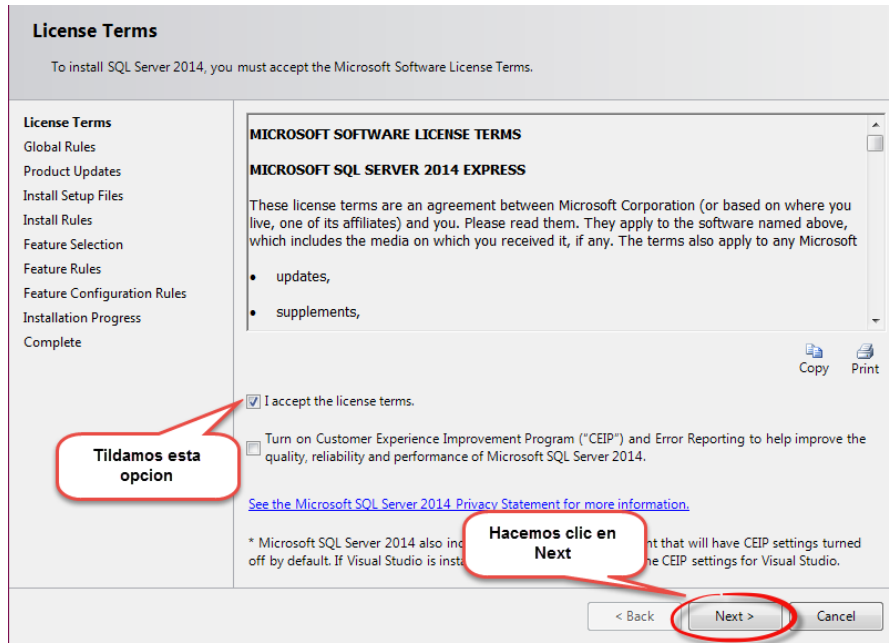 License Terms
To install SQL Server 2014, you must accept the Microsoft Software License Terms.
License Terms
Global Rules
Product Updates
Install Setup Files
Install Rules
Feature Selection
Feature Rules
Feature Configuration Rules
Installation Progress
Complete
MICROSOFT SOFTWARE LICENSE TERMS
MICROSOFT SQL SERVER 2014 EXPRESS
These license terms are an agreement between Microsoft Corporation (or based on where you
live, one of its affiliates) and you. Please read them. They apply to the software named above,
which includes the media on which you received it, if any. The terms also apply to any Microsoft
• updates,
• supplements,
Copy Print
I accept the license terms.
Turn on Customer Experience Improvement Program ("CEIP") and Error Reporting to help improve the
quality, reliability and performance of Microsoft SQL Server 2014.
Tildamos esta
opcion
See the Microsoft SQL Server 2014 Privacy Statement for more information.
Hacemos clic en
Next
* Microsoft SQL Server 2014 also that will have CEIP settings turned
off by default. If Visual Studio is CEIP settings for Visual Studio.
< Back Next > Cancel